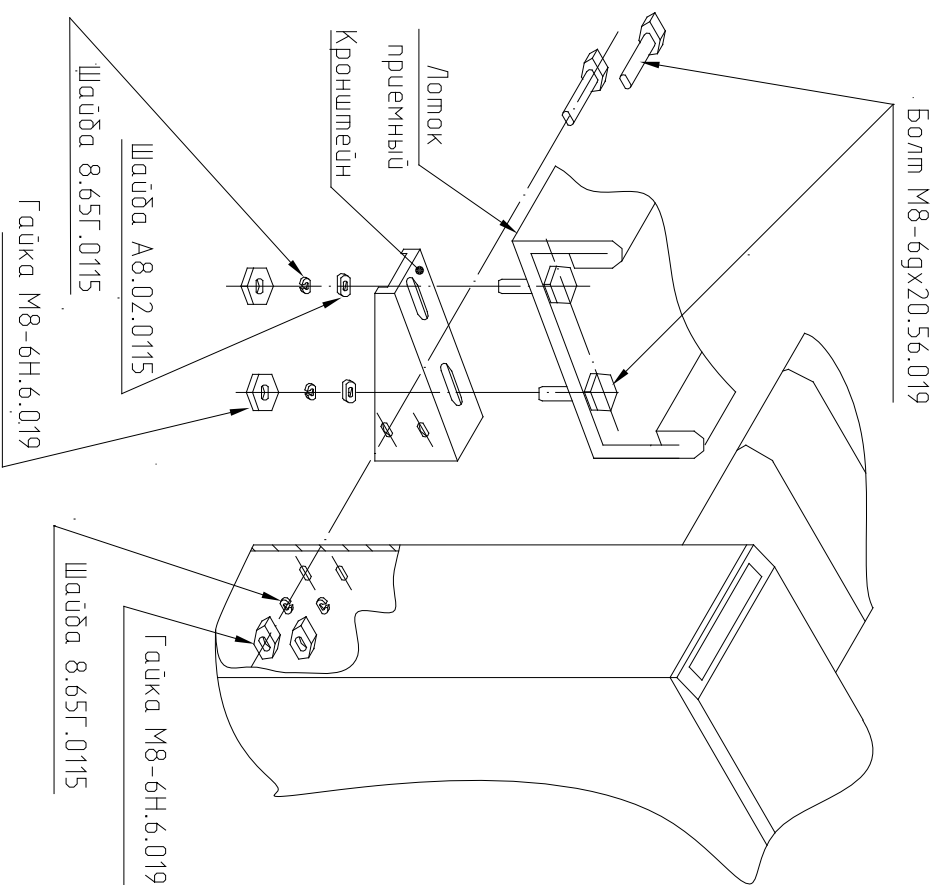 Болт М8-6gх20.56.019
Лоток
приемный
Кронштейн
Шайба А8.02.0115
Шайба 8.65Г.0115
Гайка М8-6Н.6.019
Гайка М8-6Н.6.019
Шайба 8.65Г.0115